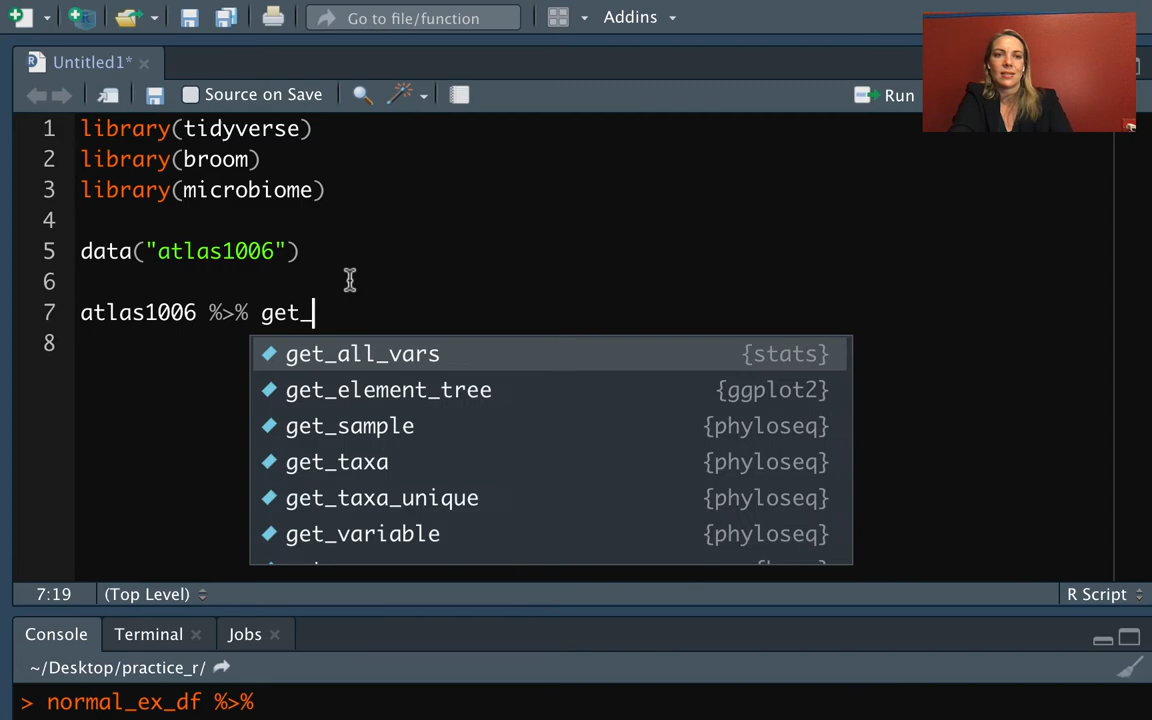 Go to file/function Addins
Untitled1*
Source on Save Run
1 library(tidyverse)
2 library(broom)
3 library(microbiome)
4
5 data("atlas1006")
6
7 atlas1006 %>% get_
8
get_all_vars {stats}
get_element_tree {ggplot2}
get_sample {phyloseq}
get_taxa {phyloseq}
get_taxa_unique {phyloseq}
get_variable {phyloseq}
7:19 (Top Level) R Script
Console Terminal Jobs
~/Desktop/practice_r/
> normal_ex_df %>%